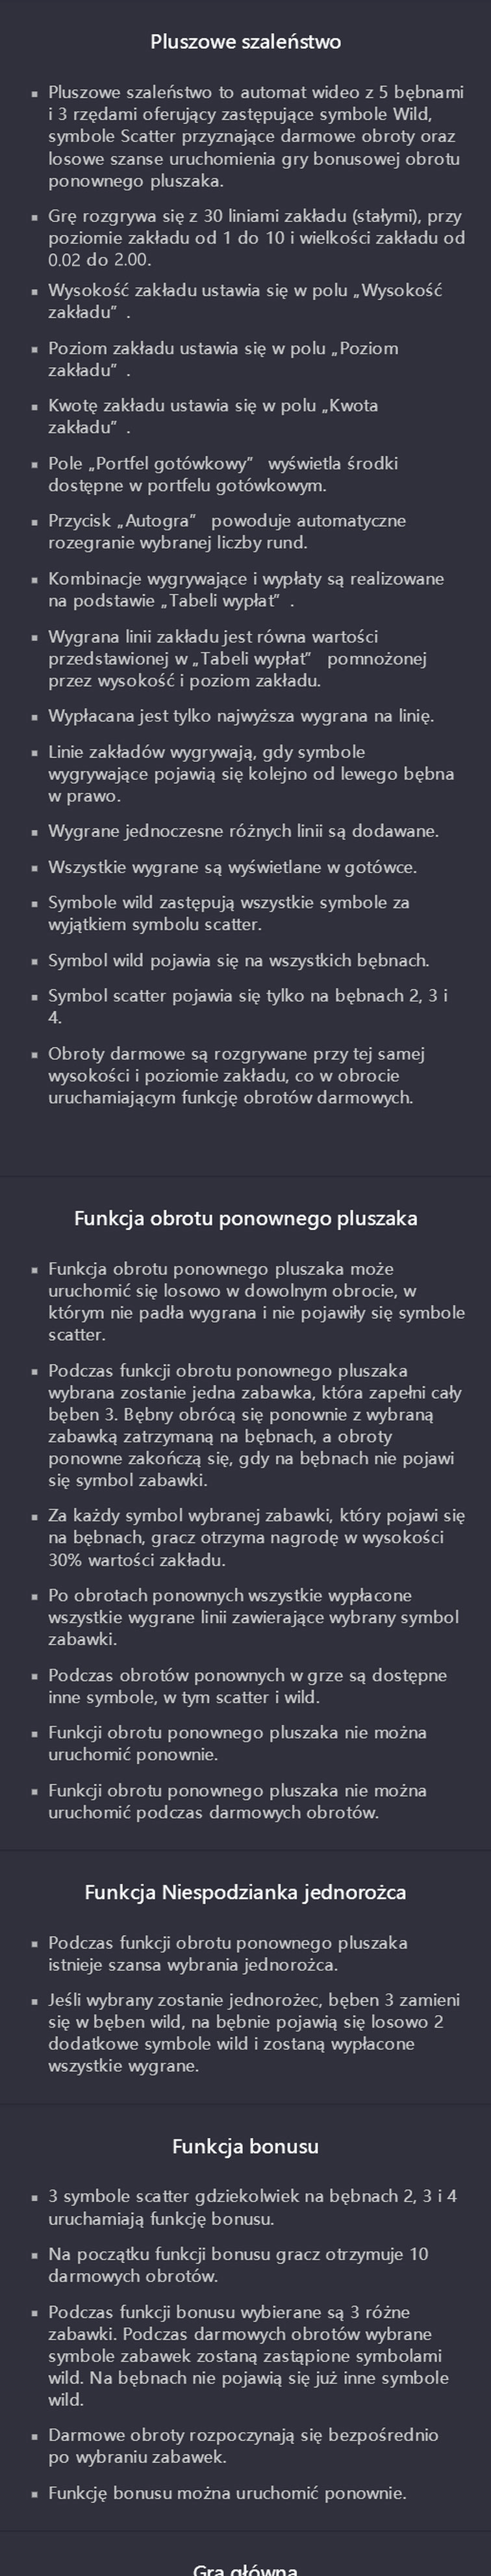 Pluszowe szaleństwo
▪ Pluszowe szaleństwo to automat wideo z 5 bębnami
i 3 rzędami oferujący zastępujące symbole Wild,
symbole Scatter przyznające darmowe obroty oraz
losowe szanse uruchomienia gry bonusowej obrotu
ponownego pluszaka.
▪ Grę rozgrywa się z 30 liniami zakładu (stałymi), przy
poziomie zakładu od 1 do 10 i wielkości zakładu od
0.02 do 2.00.
▪ Wysokość zakładu ustawia się w polu „Wysokość
zakładu” .
▪ Poziom zakładu ustawia się w polu „Poziom
zakładu” .
▪ Kwotę zakładu ustawia się w polu „Kwota
zakładu” .
▪ Pole „Portfel gotówkowy” wyświetla środki
dostępne w portfelu gotówkowym.
▪ Przycisk „Autogra” powoduje automatyczne
rozegranie wybranej liczby rund.
▪ Kombinacje wygrywające i wypłaty są realizowane
na podstawie „Tabeli wypłat” .
▪ Wygrana linii zakładu jest równa wartości
przedstawionej w „Tabeli wypłat” pomnożonej
przez wysokość i poziom zakładu.
▪ Wypłacana jest tylko najwyższa wygrana na linię.
▪ Linie zakładów wygrywają, gdy symbole
wygrywające pojawią się kolejno od lewego bębna
w prawo.
▪ Wygrane jednoczesne różnych linii są dodawane.
▪ Wszystkie wygrane są wyświetlane w gotówce.
▪ Symbole wild zastępują wszystkie symbole za
wyjątkiem symbolu scatter.
▪ Symbol wild pojawia się na wszystkich bębnach.
▪ Symbol scatter pojawia się tylko na bębnach 2, 3 i
4.
▪ Obroty darmowe są rozgrywane przy tej samej
wysokości i poziomie zakładu, co w obrocie
uruchamiającym funkcję obrotów darmowych.
Funkcja obrotu ponownego pluszaka
▪ Funkcja obrotu ponownego pluszaka może
uruchomić się losowo w dowolnym obrocie, w
którym nie padła wygrana i nie pojawiły się symbole
scatter.
▪ Podczas funkcji obrotu ponownego pluszaka
wybrana zostanie jedna zabawka, która zapełni cały
bęben 3. Bębny obrócą się ponownie z wybraną
zabawką zatrzymaną na bębnach, a obroty
ponowne zakończą się, gdy na bębnach nie pojawi
się symbol zabawki.
▪ Za każdy symbol wybranej zabawki, który pojawi się
na bębnach, gracz otrzyma nagrodę w wysokości
30% wartości zakładu.
▪ Po obrotach ponownych wszystkie wypłacone
wszystkie wygrane linii zawierające wybrany symbol
zabawki.
▪ Podczas obrotów ponownych w grze są dostępne
inne symbole, w tym scatter i wild.
▪ Funkcji obrotu ponownego pluszaka nie można
uruchomić ponownie.
▪ Funkcji obrotu ponownego pluszaka nie można
uruchomić podczas darmowych obrotów.
Funkcja Niespodzianka jednorożca
▪ Podczas funkcji obrotu ponownego pluszaka
istnieje szansa wybrania jednorożca.
▪ Jeśli wybrany zostanie jednorożec, bęben 3 zamieni
się w bęben wild, na bębnie pojawią się losowo 2
dodatkowe symbole wild i zostaną wypłacone
wszystkie wygrane.
Funkcja bonusu
▪ 3 symbole scatter gdziekolwiek na bębnach 2, 3 i 4
uruchamiają funkcję bonusu.
▪ Na początku funkcji bonusu gracz otrzymuje 10
darmowych obrotów.
▪ Podczas funkcji bonusu wybierane są 3 różne
zabawki. Podczas darmowych obrotów wybrane
symbole zabawek zostaną zastąpione symbolami
wild. Na bębnach nie pojawią się już inne symbole
wild.
▪ Darmowe obroty rozpoczynają się bezpośrednio
po wybraniu zabawek.
▪ Funkcję bonusu można uruchomić ponownie.
Gra główna